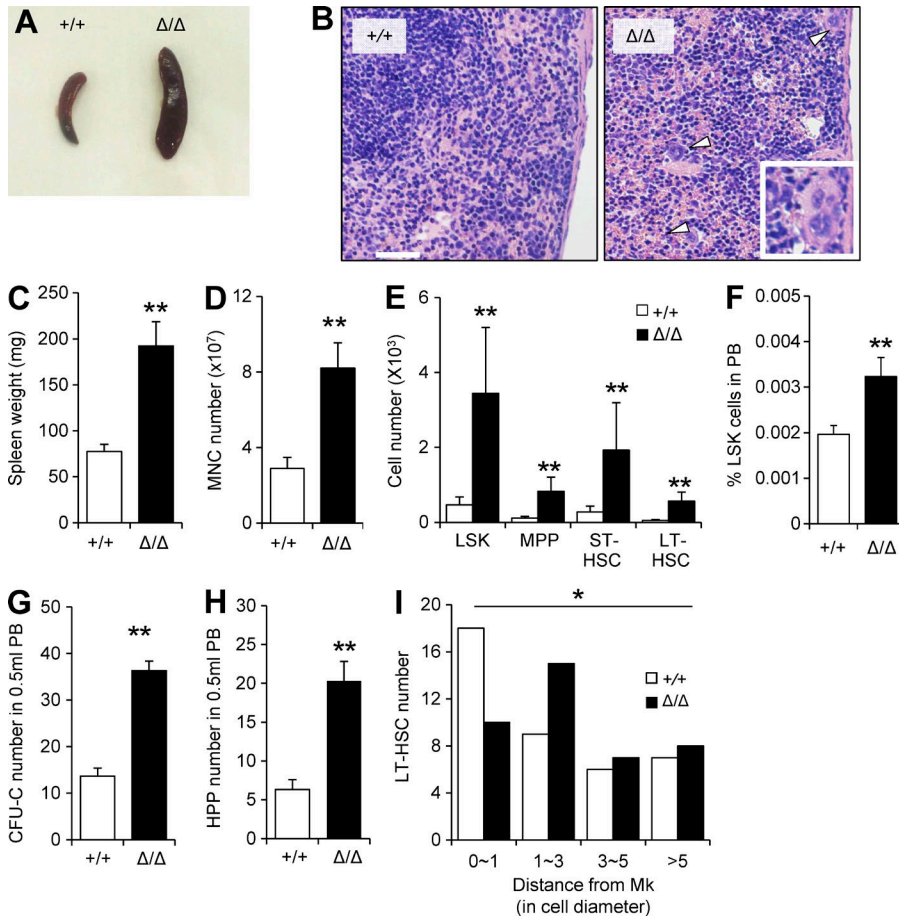 A
+/+
Δ/Δ
B
+/+
Δ/Δ
C
Spleen weight (mg)
250
200
150
100
50
0
**
+/+
Δ/Δ
D
MNC number (x10⁷)
12
9
6
3
0
**
+/+
Δ/Δ
E
Cell number (X10³)
6
4
2
0
**
**
**
**
+/+
Δ/Δ
LSK
MPP
ST-
HSC
LT-
HSC
F
% LSK cells in PB
0.005
0.004
0.003
0.002
0.001
0
**
+/+
Δ/Δ
G
CFU-C number in 0.5ml PB
50
40
30
20
10
0
**
+/+
Δ/Δ
H
HPP number in 0.5ml PB
30
25
20
15
10
5
0
**
+/+
Δ/Δ
I
LT-HSC number
20
16
12
8
4
0
*
+/+
Δ/Δ
0~1
1~3
3~5
>5
Distance from Mk
(in cell diameter)